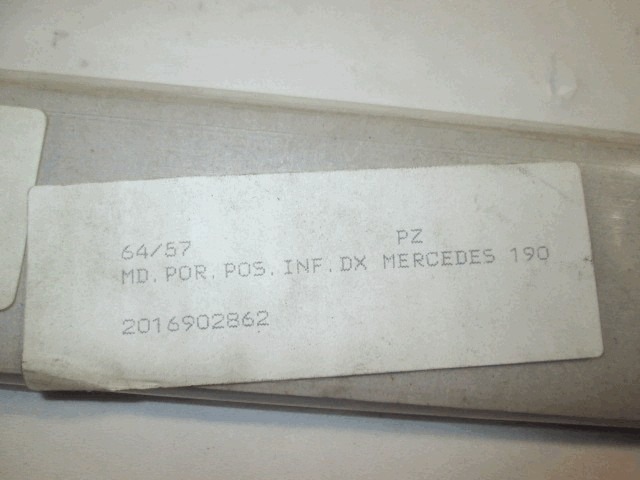 64/57 PZ
MD. POR. POS. INF. DX MERCEDES 190
2016902862